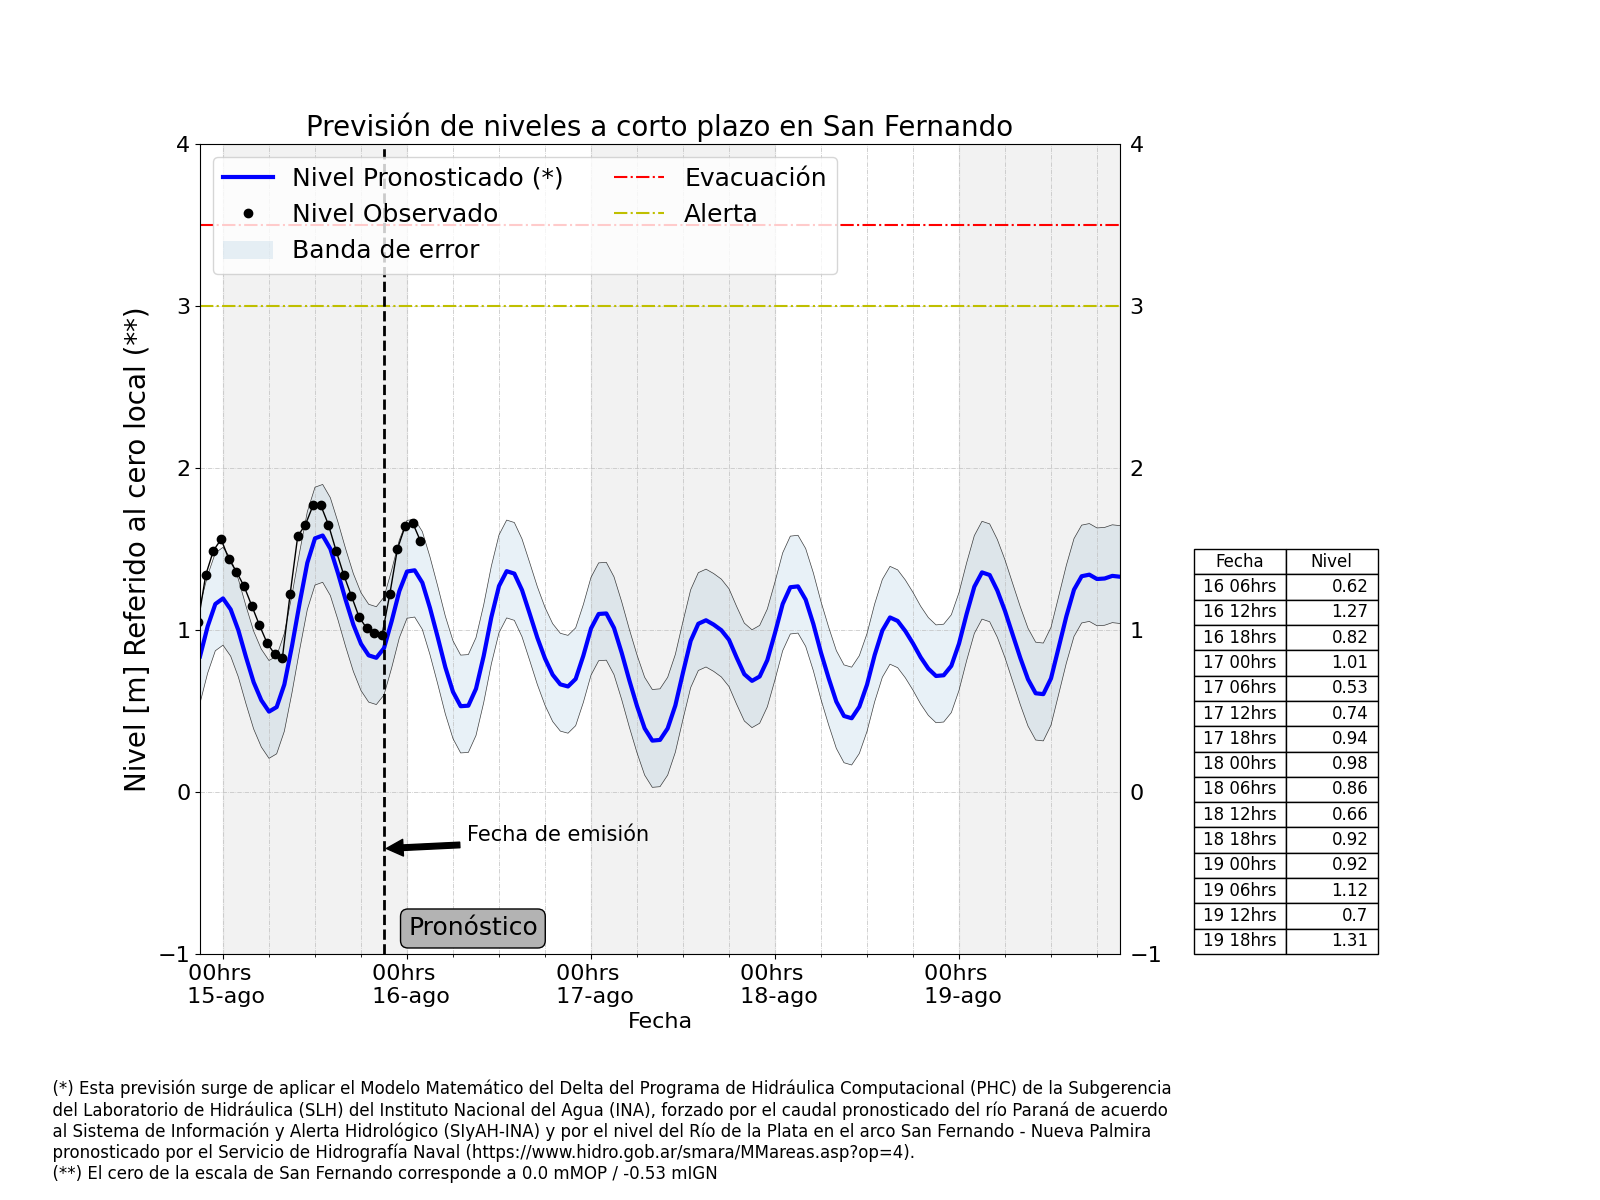 Previsión de niveles a corto plazo en San Fernando
Nivel Pronosticado (*)
Nivel Observado
Banda de error
Evacuación
Alerta
Nivel [m] Referido al cero local (**)
4
3
2
1
0
−1
4
3
2
1
0
−1
Fecha de emisión
Pronóstico
00hrs
15-ago
00hrs
16-ago
00hrs
17-ago
00hrs
18-ago
00hrs
19-ago
Fecha
Fecha Nivel
16 06hrs 0.62
16 12hrs 1.27
16 18hrs 0.82
17 00hrs 1.01
17 06hrs 0.53
17 12hrs 0.74
17 18hrs 0.94
18 00hrs 0.98
18 06hrs 0.86
18 12hrs 0.66
18 18hrs 0.92
19 00hrs 0.92
19 06hrs 1.12
19 12hrs 0.7
19 18hrs 1.31
(*) Esta previsión surge de aplicar el Modelo Matemático del Delta del Programa de Hidráulica Computacional (PHC) de la Subgerencia
del Laboratorio de Hidráulica (SLH) del Instituto Nacional del Agua (INA), forzado por el caudal pronosticado del río Paraná de acuerdo
al Sistema de Información y Alerta Hidrológico (SIyAH-INA) y por el nivel del Río de la Plata en el arco San Fernando - Nueva Palmira
pronosticado por el Servicio de Hidrografía Naval (https://www.hidro.gob.ar/smara/MMareas.asp?op=4).
(**) El cero de la escala de San Fernando corresponde a 0.0 mMOP / -0.53 mIGN